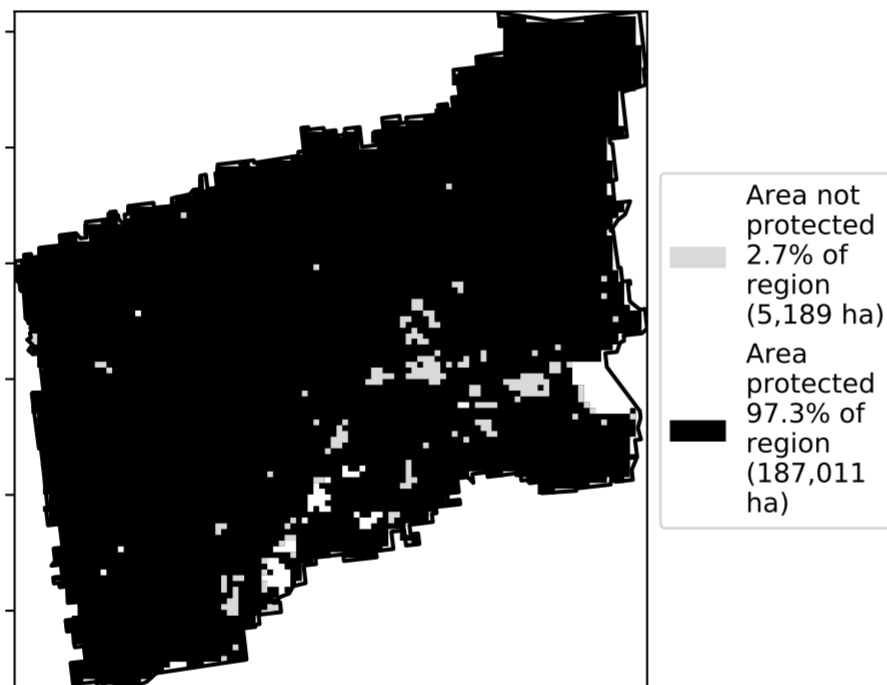 Area not
protected
2.7% of
region
(5,189 ha)
Area
protected
97.3% of
region
(187,011
ha)